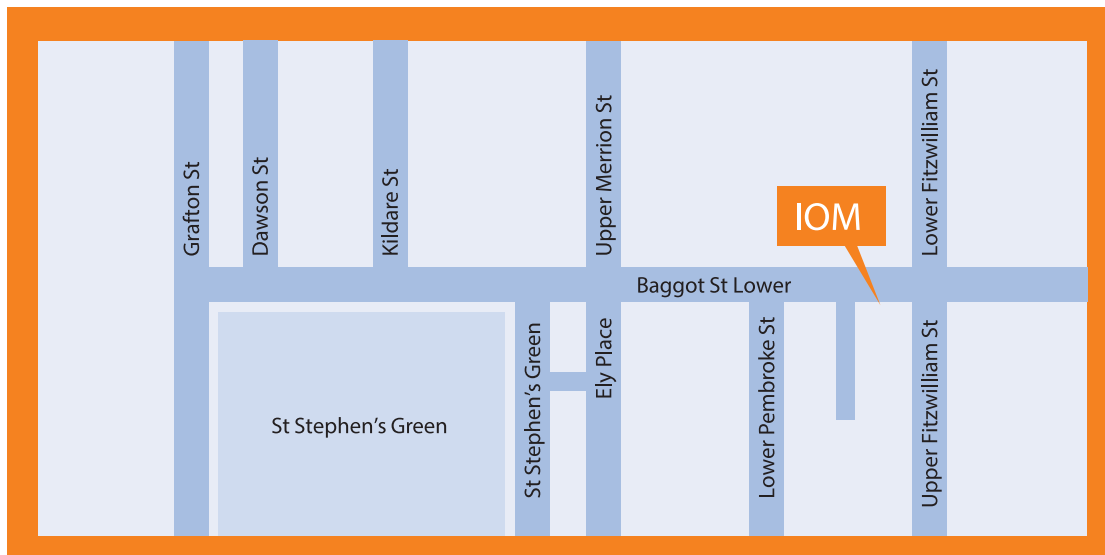 Grafton St
Dawson St
Kildare St
Upper Merrion St
Lower Fitzwilliam St
IOM
Baggot St Lower
St Stephen's Green
St Stephen's Green
Ely Place
Lower Pembroke St
Upper Fitzwilliam St